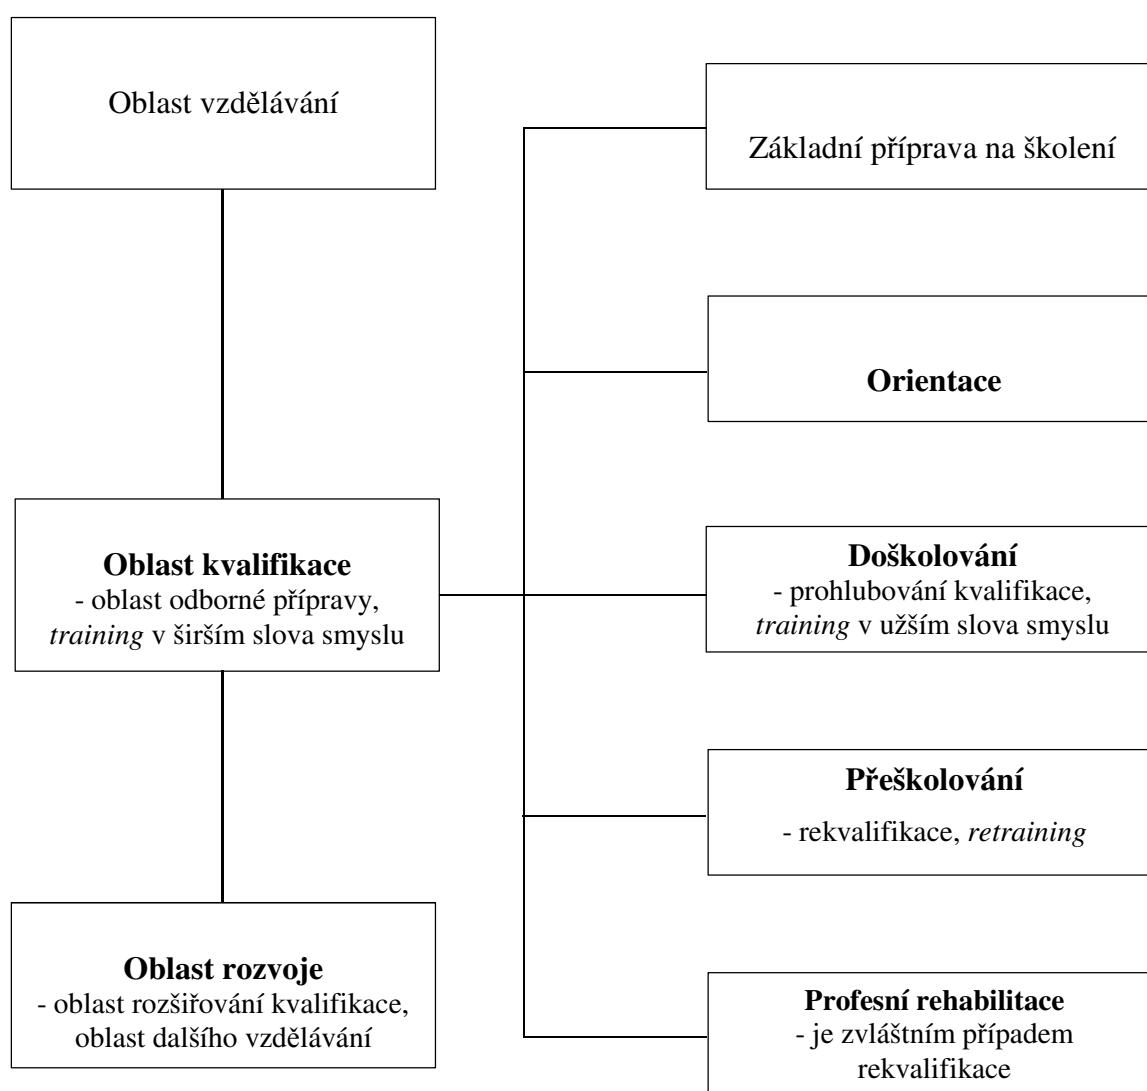 Oblast vzdělávání
Základní příprava na školení
Orientace
Oblast kvalifikace
- oblast odborné přípravy,
training v širším slova smyslu
Doškolování
- prohlubování kvalifikace,
training v užším slova smyslu
Přeškolování
- rekvalifikace, retraining
Oblast rozvoje
- oblast rozšiřování kvalifikace,
oblast dalšího vzdělávání
Profesní rehabilitace
- je zvláštním případem
rekvalifikace